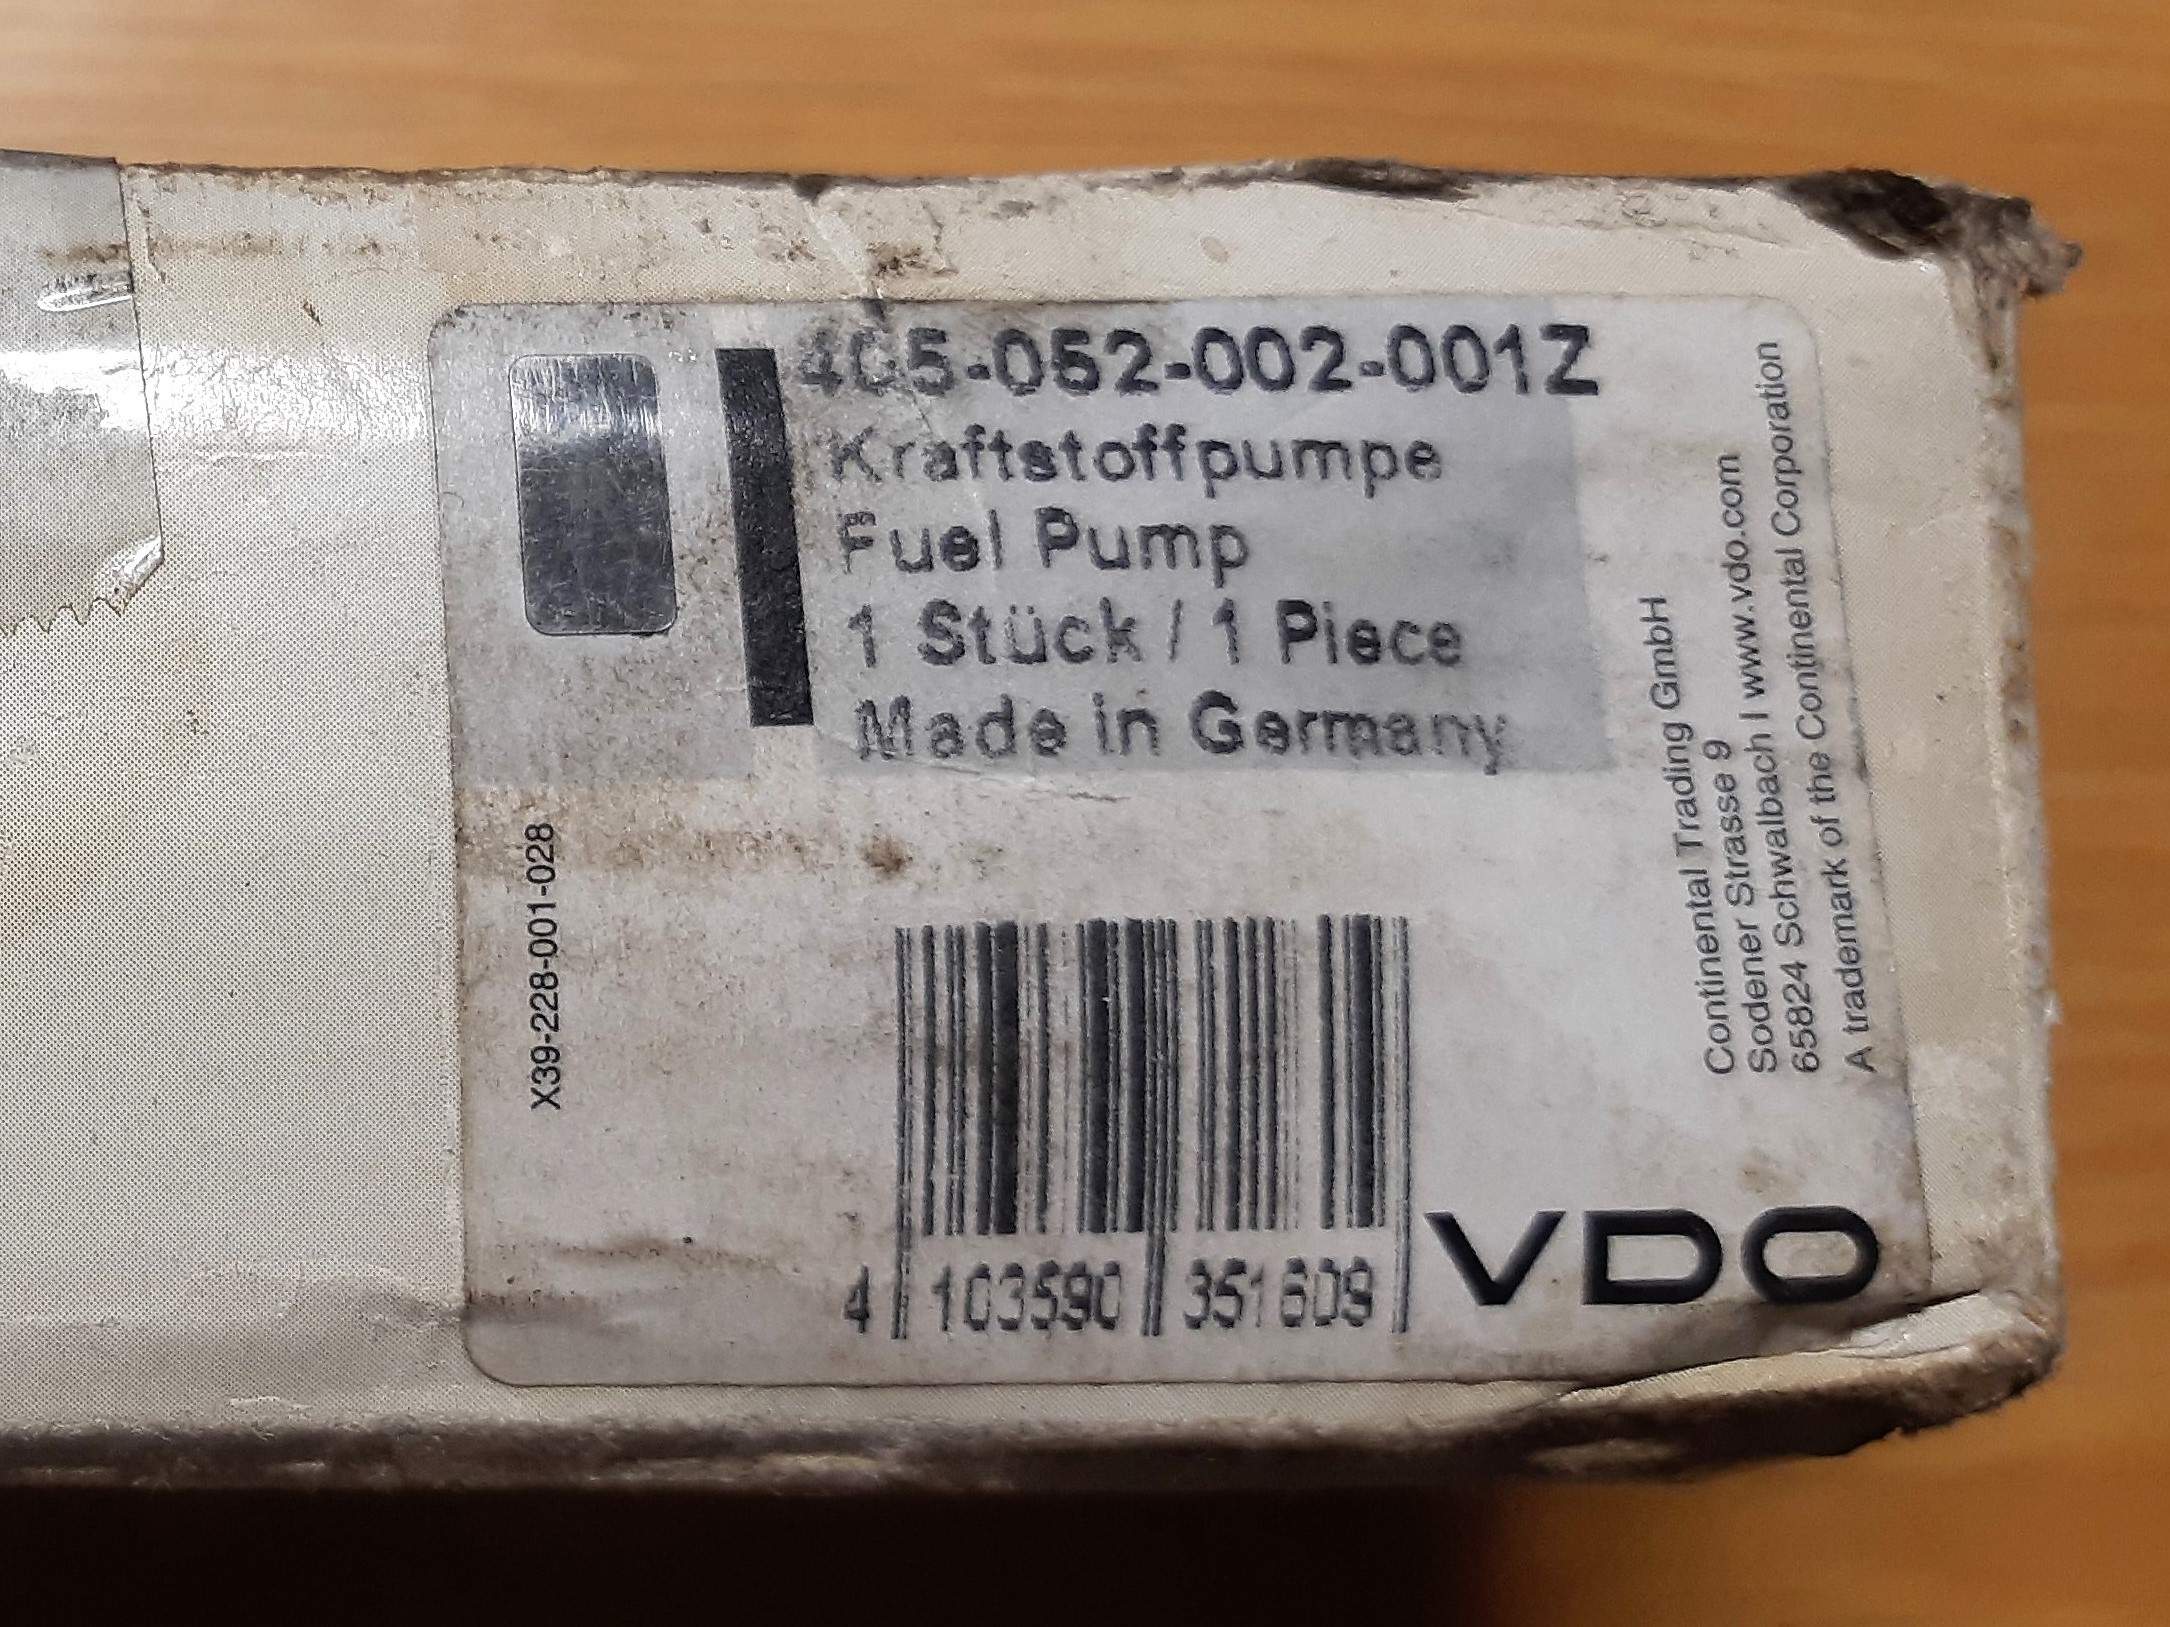 405-052-002-001Z
Kraftstoffpumpe
Fuel Pump
1 Stück / 1 Piece
Made in Germany
X39-228-001-028
4 103590 351609
VDO
Continental Trading GmbH
Sodener Strasse 9
65824 Schwalbach I www.vdo.com
A trademark of the Continental Corporation